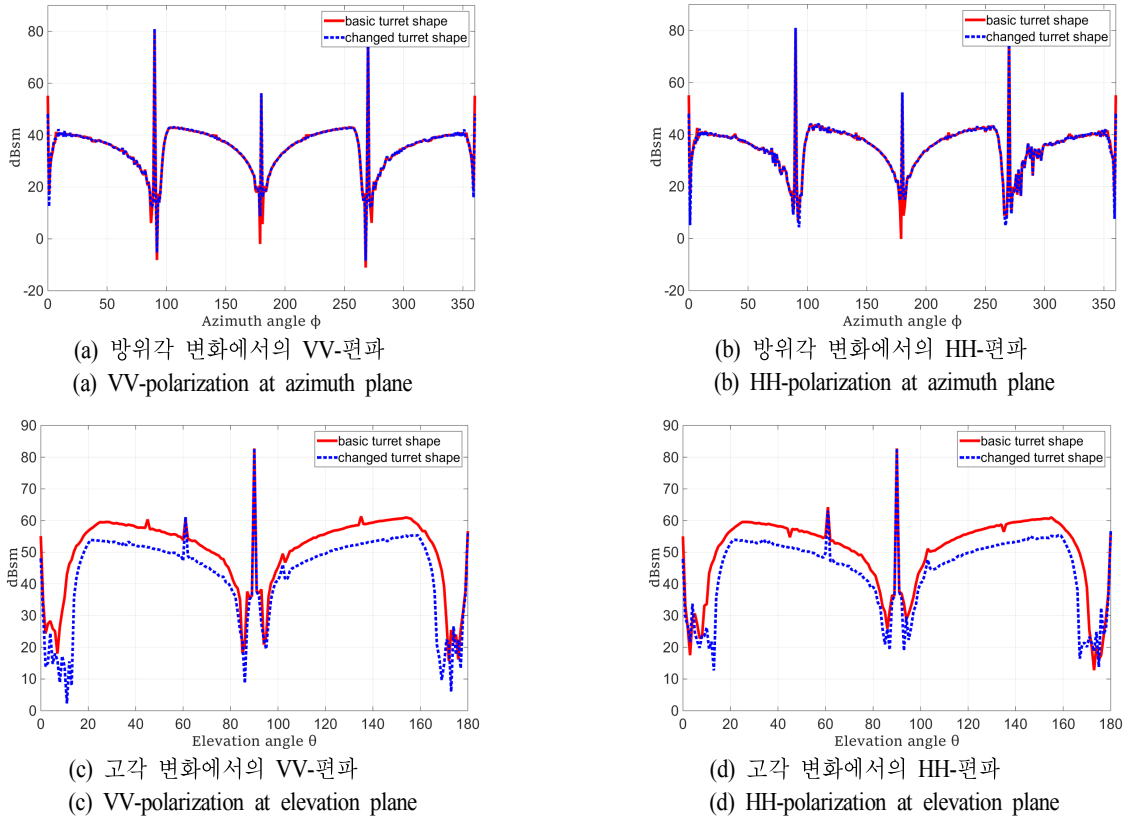 basic turret shape
changed turret shape
80
60
40
20
0
-20
dBsm
0 50 100 150 200 250 300 350
Azimuth angle ϕ
(a) 방위각 변화에서의 VV-편파
(a) VV-polarization at azimuth plane
basic turret shape
changed turret shape
80
60
40
20
0
-20
dBsm
0 50 100 150 200 250 300 350
Azimuth angle ϕ
(b) 방위각 변화에서의 HH-편파
(b) HH-polarization at azimuth plane
basic turret shape
changed turret shape
90
80
70
60
50
40
30
20
10
0
dBsm
0 20 40 60 80 100 120 140 160 180
Elevation angle θ
(c) 고각 변화에서의 VV-편파
(c) VV-polarization at elevation plane
basic turret shape
changed turret shape
90
80
70
60
50
40
30
20
10
0
dBsm
0 20 40 60 80 100 120 140 160 180
Elevation angle θ
(d) 고각 변화에서의 HH-편파
(d) HH-polarization at elevation plane